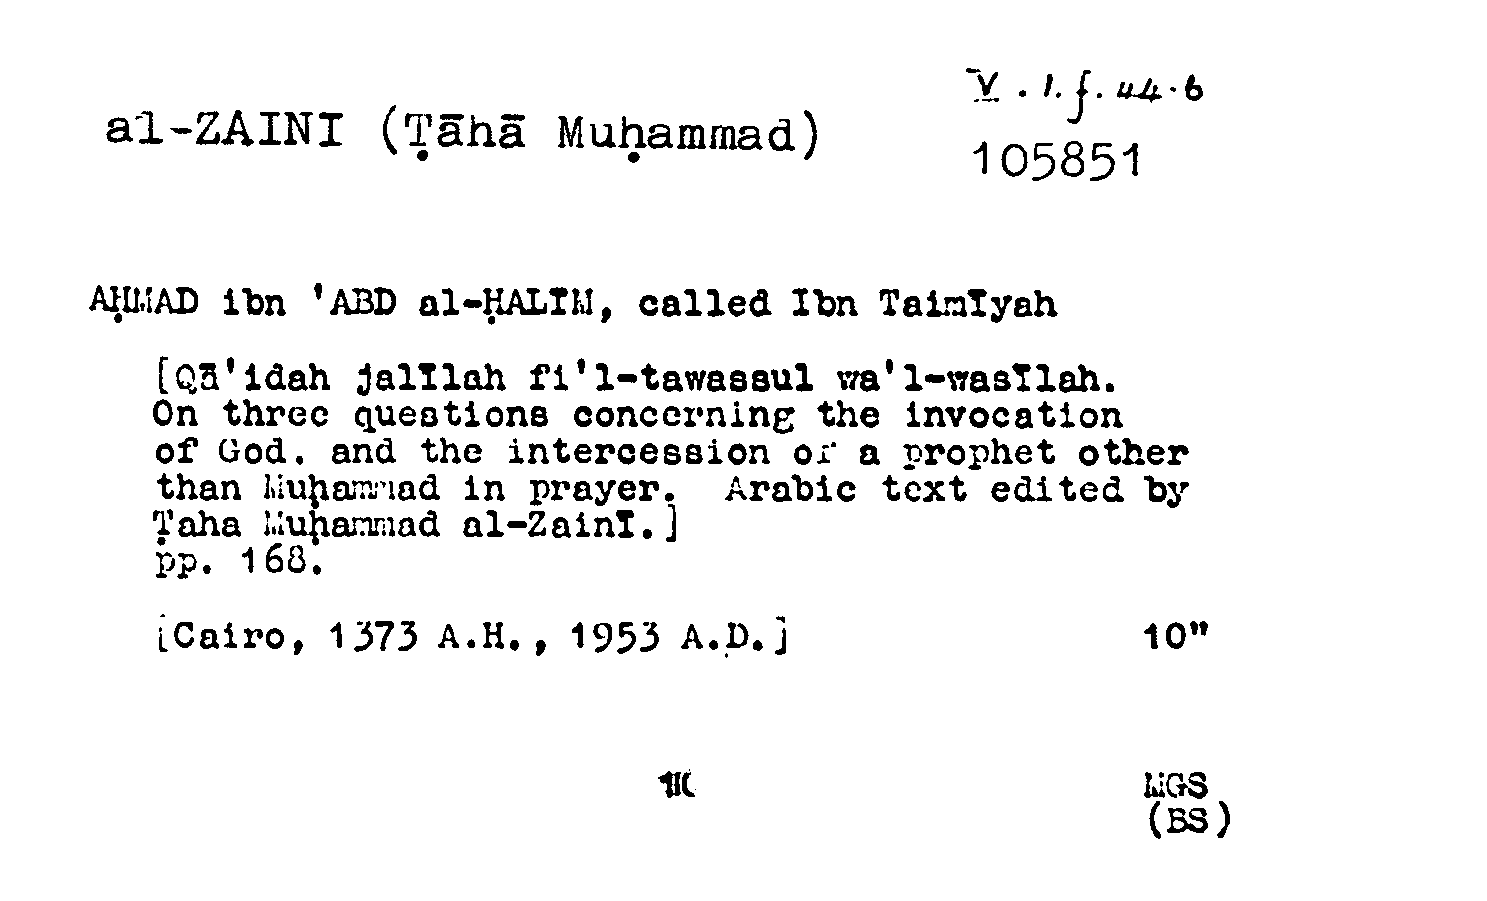 V . 1. f. 44.6
al-ZAINI (Ṭāhā Muḥammad)
105851
AḤMAD ibn 'ABD al-ḤALIM, called Ibn Taimīyah
[Qā'idah jalīlah fi'l-tawassul wa'l-wasīlah.
On three questions concerning the invocation
of God. and the intercession of a prophet other
than Muḥammad in prayer. Arabic text edited by
Ṭaha Muḥammad al-Zainī.]
pp. 168.
[Cairo, 1373 A.H., 1953 A.D.]
10"
MGS
(BS)